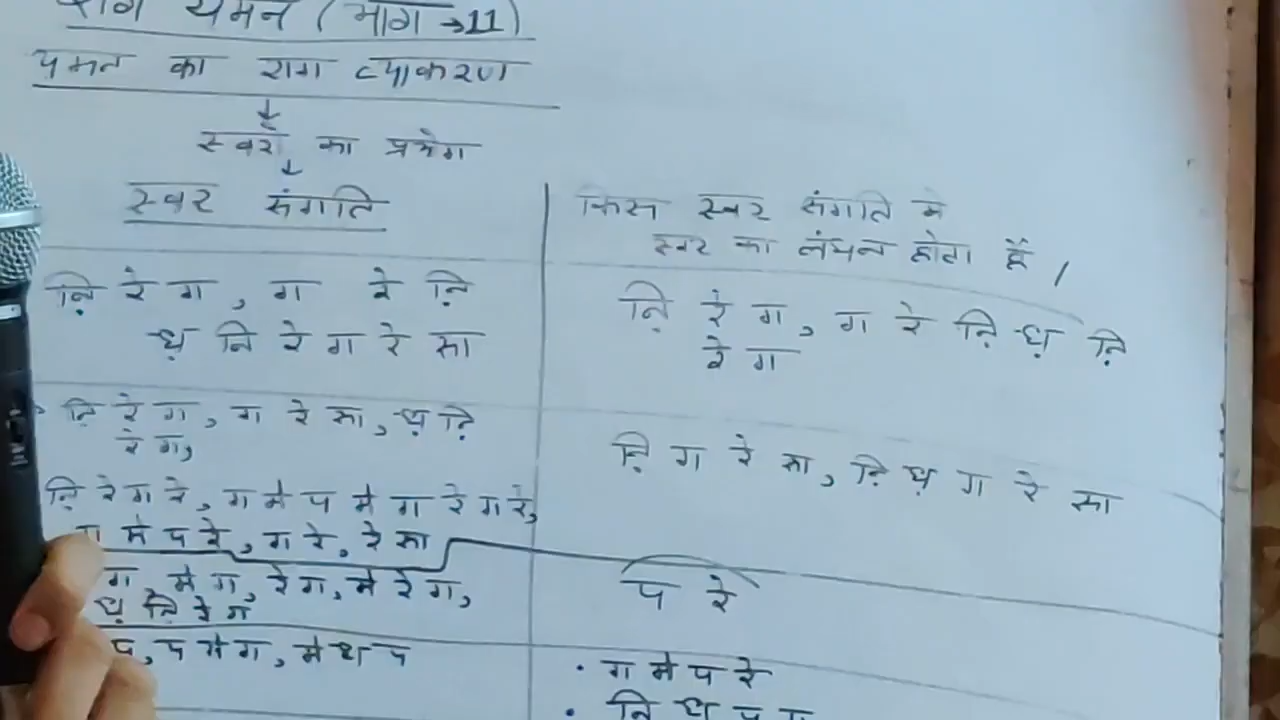 राग यमन (भाग →11)
यमन का राग व्याकरण
↓
स्वरों का प्रयोग
↓
स्वर संगति
ऩि रे ग, ग रे ऩि
ध़ नि रे ग रे सा
ऩि रे ग, ग रे सा, ध़ ऩि
रे ग,
ऩि रे ग रे, ग मे प मे ग रे ग रे,
ग मे प रे, ग रे, रे सा
ग, मे ग, रे ग, मे रे ग,
ध़ ऩि रे ग
प, प मे ग, मे ध प
किस स्वर संगति मे
स्वर का लंघन होता हैं /
ऩि रे ग, ग रे ऩि ध़ ऩि
रे ग
ऩि ग रे सा, ऩि ध़ ग रे सा
प रे
• ग मे प रे
• ऩि ध़ प ग